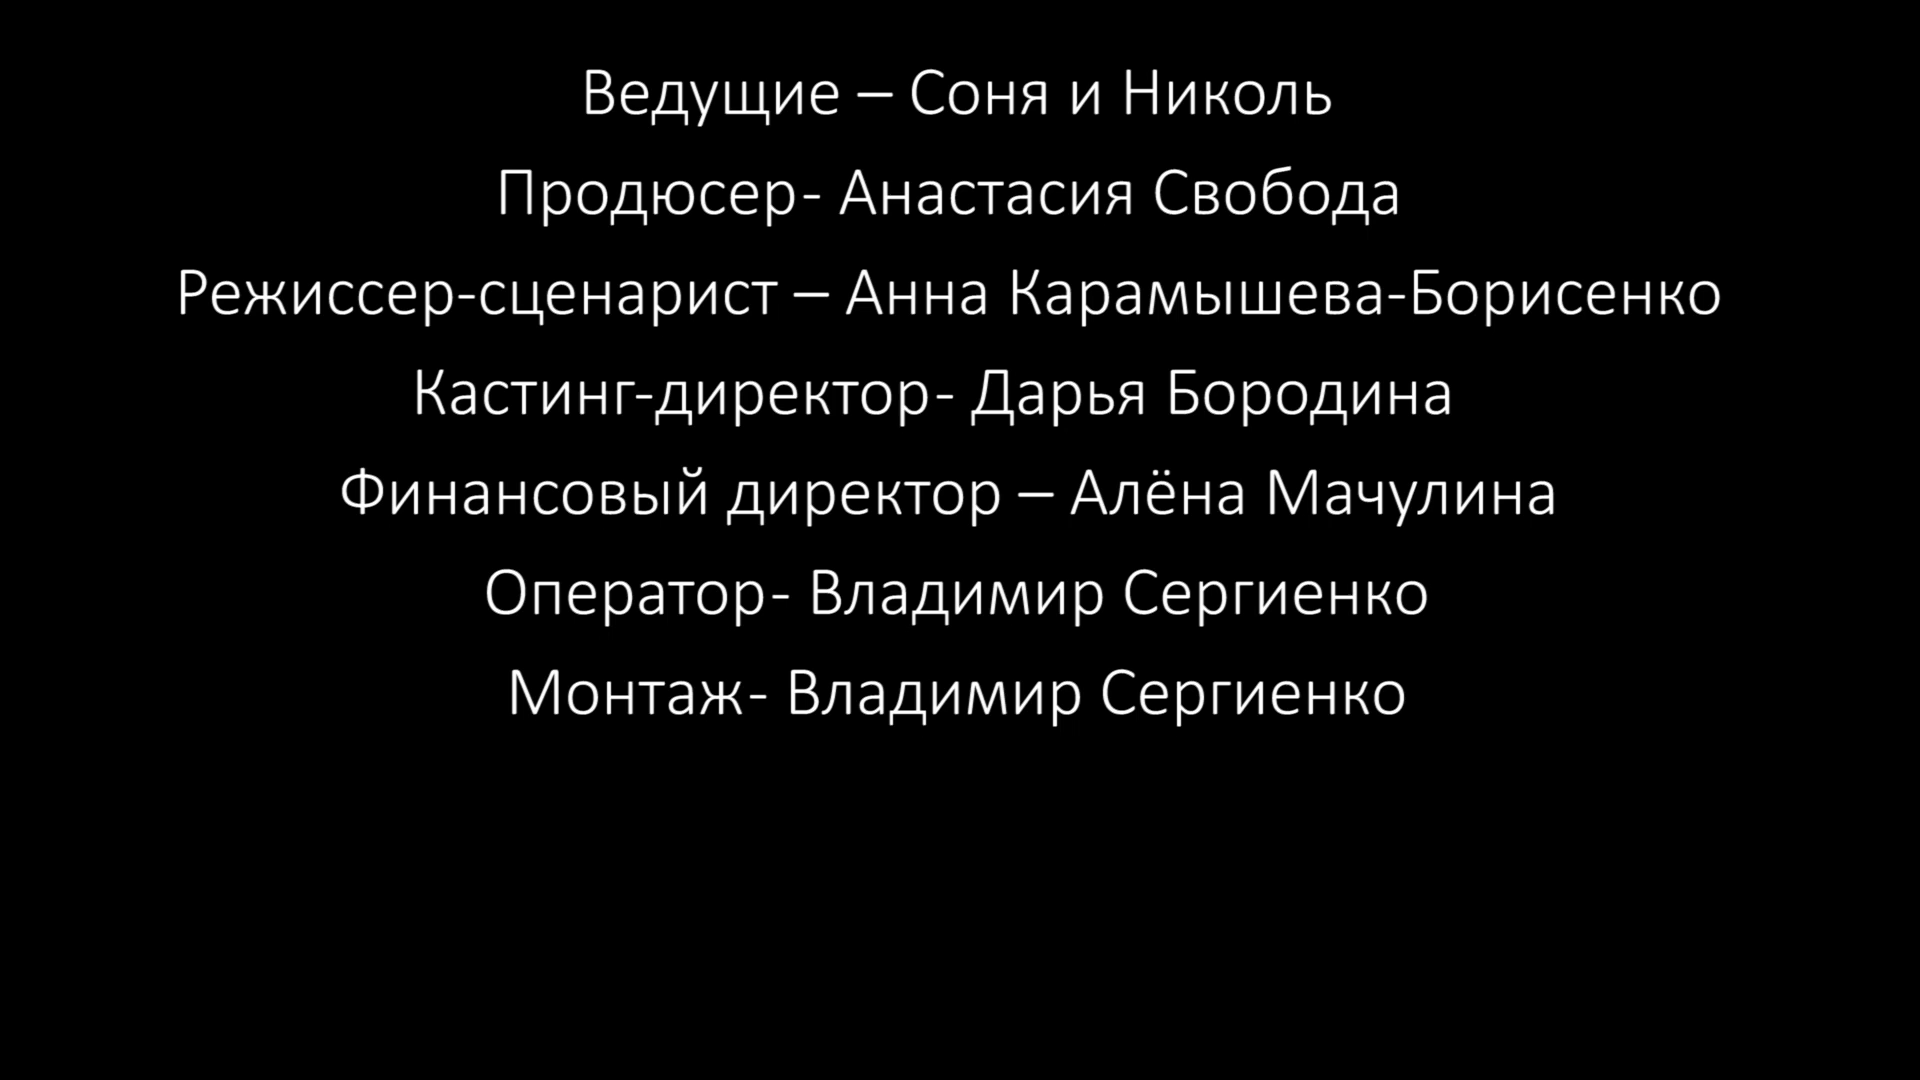 Ведущие – Соня и Николь
Продюсер- Анастасия Свобода
Режиссер-сценарист – Анна Карамышева-Борисенко
Кастинг-директор- Дарья Бородина
Финансовый директор – Алёна Мачулина
Оператор- Владимир Сергиенко
Монтаж- Владимир Сергиенко